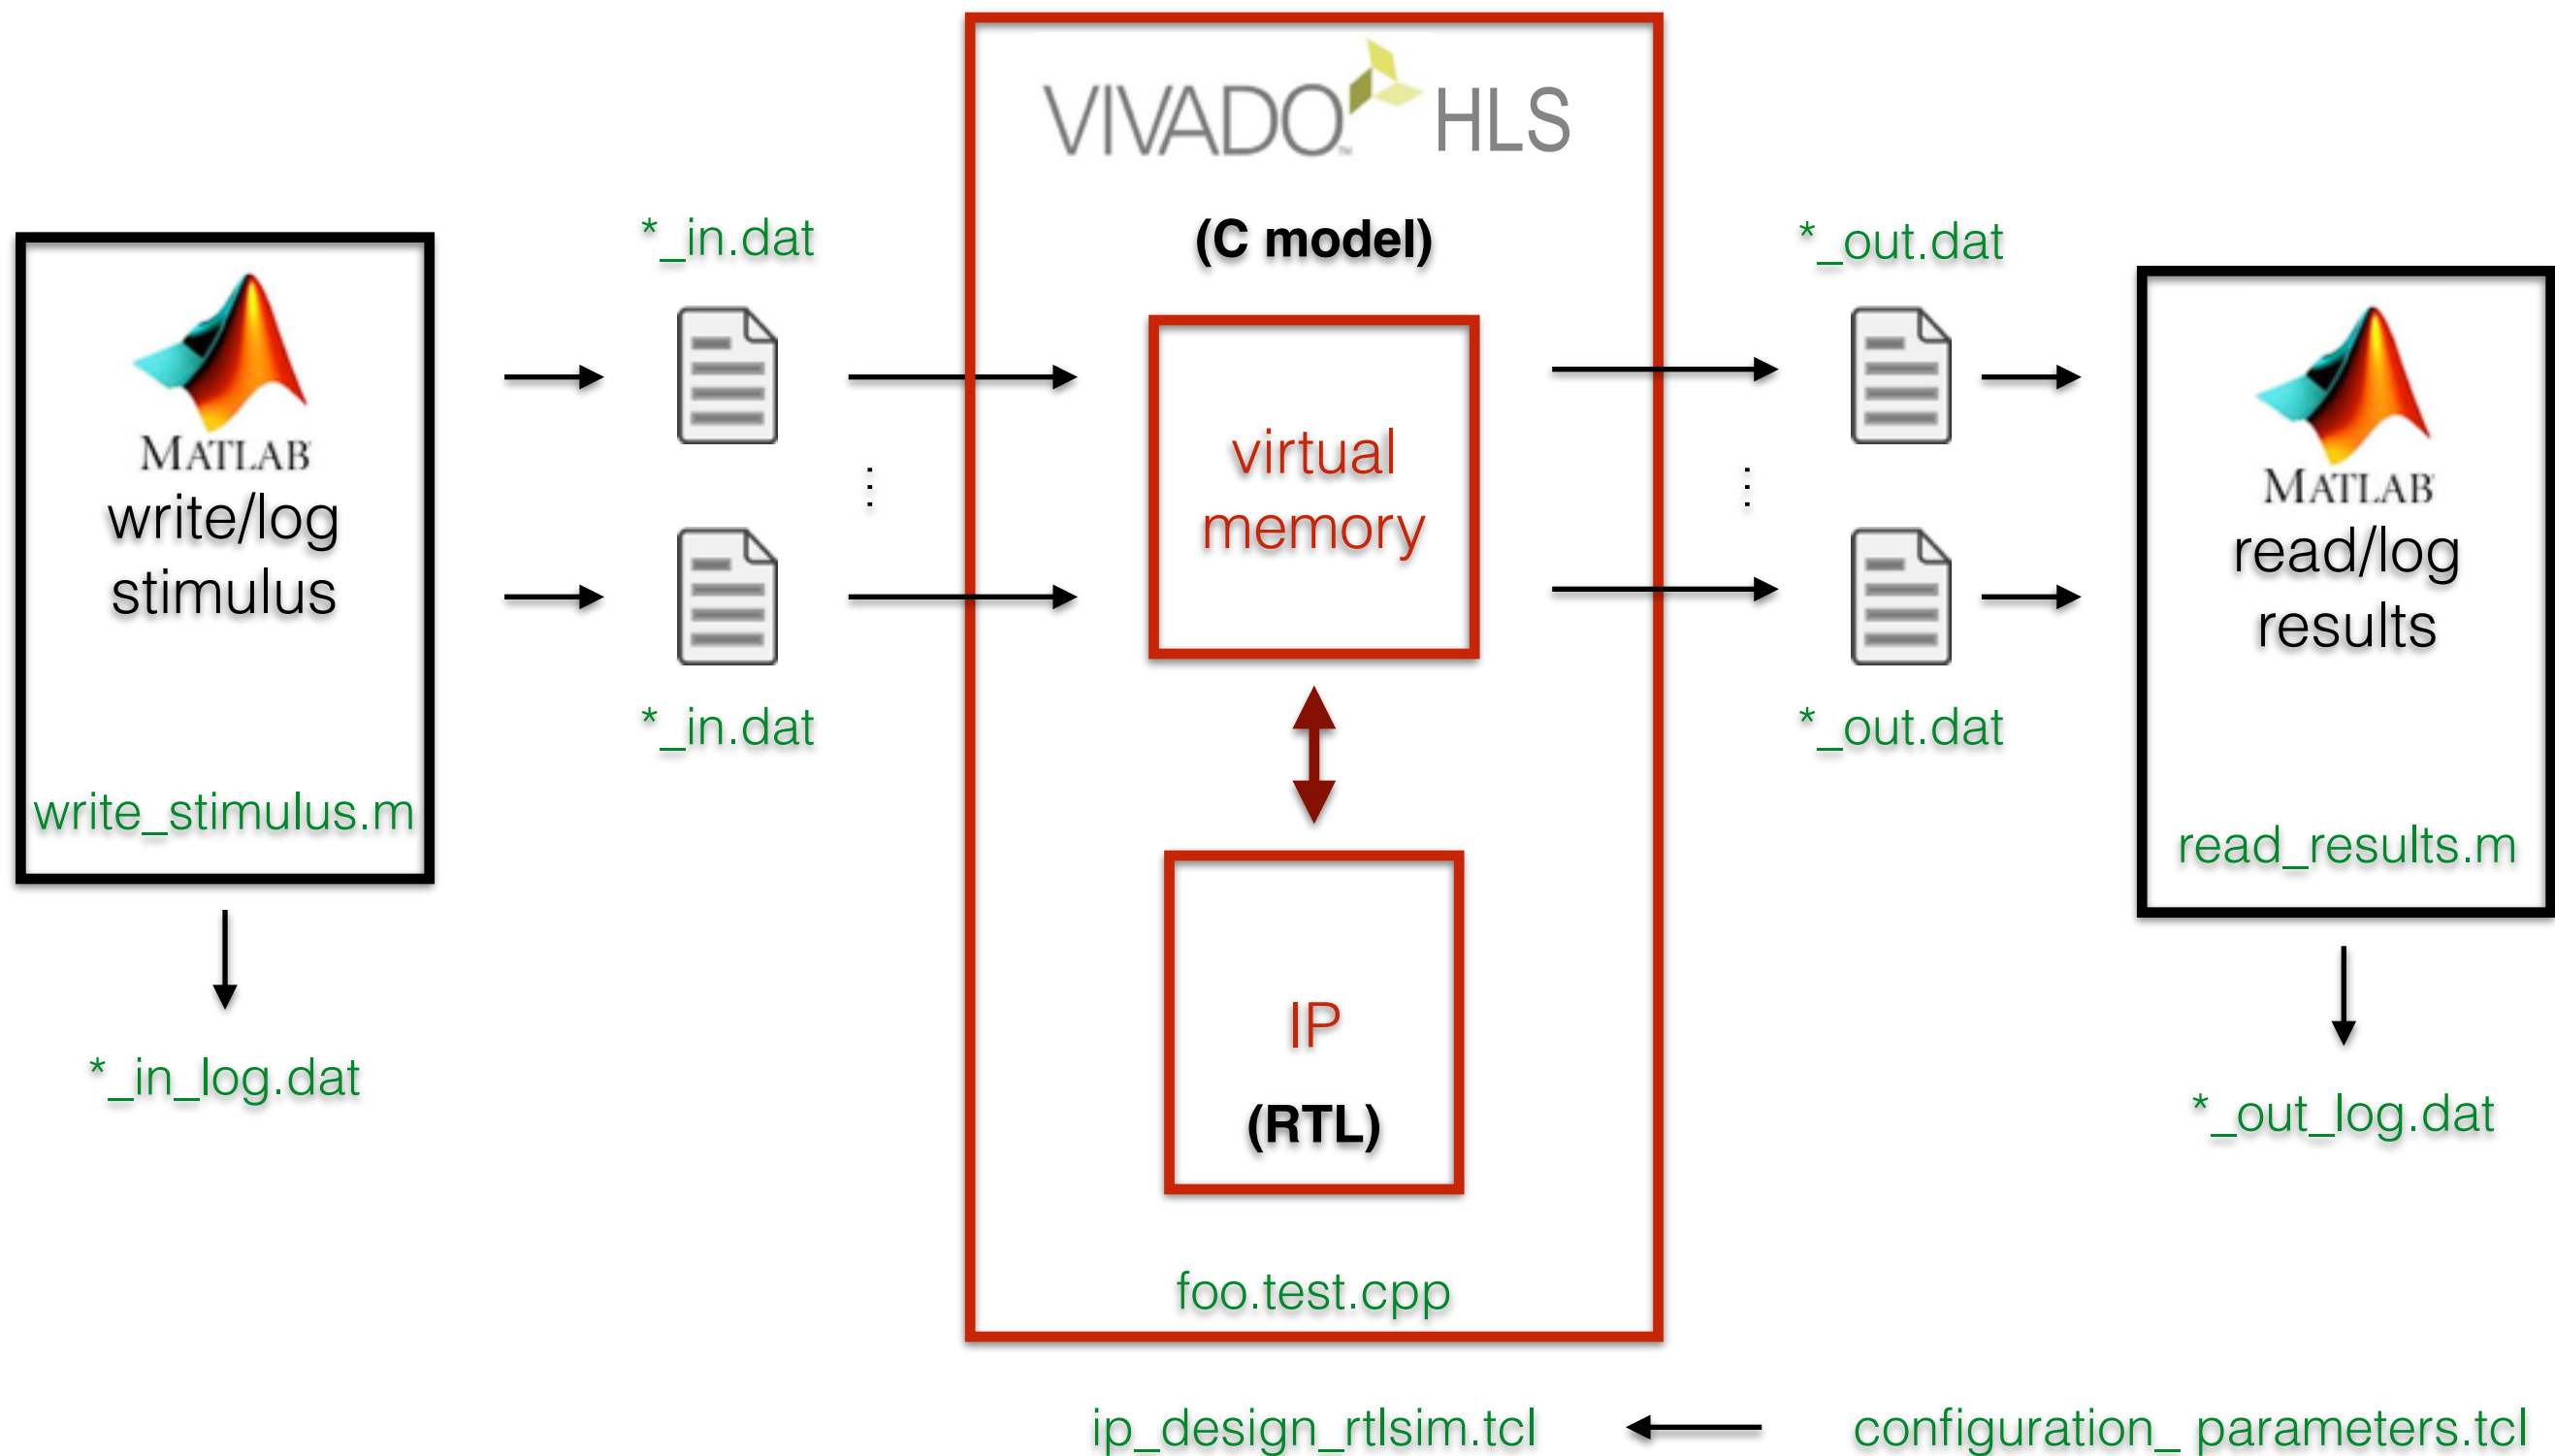 VIVADO™ HLS
(C model)
*_in.dat
*_out.dat
MATLAB
write/log
stimulus
write_stimulus.m
*_in.dat
*_in_log.dat
virtual
memory
IP
(RTL)
foo.test.cpp
*_out.dat
MATLAB
read/log
results
read_results.m
*_out_log.dat
ip_design_rtlsim.tcl
configuration_ parameters.tcl